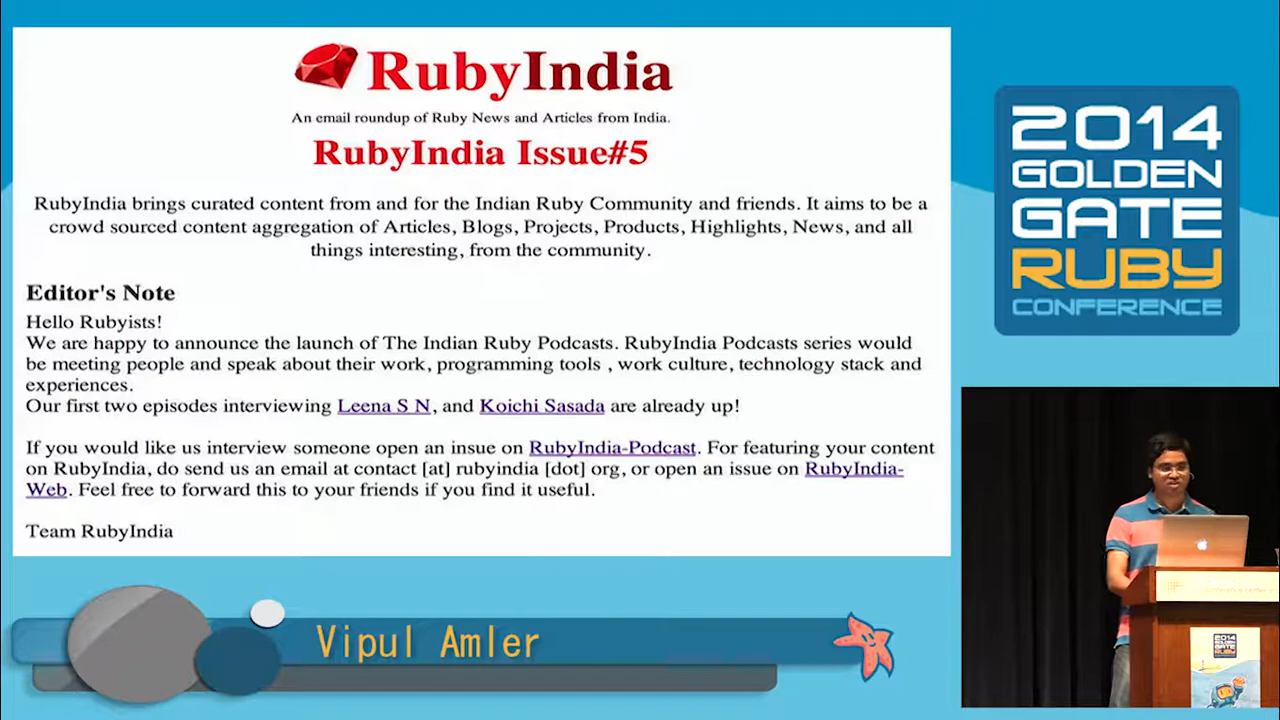 RubyIndia
An email roundup of Ruby News and Articles from India.
RubyIndia Issue#5
RubyIndia brings curated content from and for the Indian Ruby Community and friends. It aims to be a
crowd sourced content aggregation of Articles, Blogs, Projects, Products, Highlights, News, and all
things interesting, from the community.
Editor's Note
Hello Rubyists!
We are happy to announce the launch of The Indian Ruby Podcasts. RubyIndia Podcasts series would
be meeting people and speak about their work, programming tools , work culture, technology stack and
experiences.
Our first two episodes interviewing Leena S N, and Koichi Sasada are already up!
If you would like us interview someone open an insue on RubyIndia-Podcast. For featuring your content
on RubyIndia, do send us an email at contact [at] rubyindia [dot] org, or open an issue on RubyIndia-
Web. Feel free to forward this to your friends if you find it useful.
Team RubyIndia
Vipul Amler
2014
GOLDEN
GATE
RUBY
CONFERENCE
2014
GOLDEN
GATE
RUBY